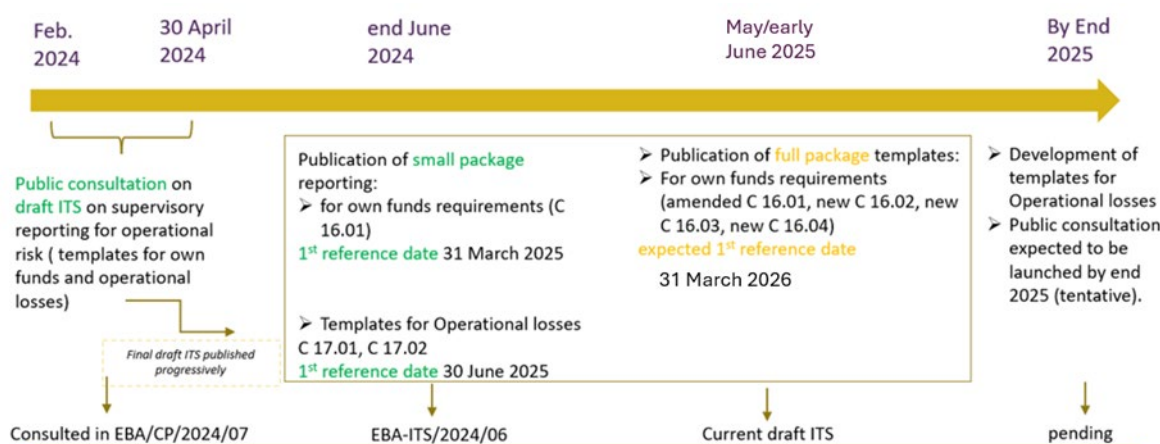 Feb.
2024
30 April
2024
end June
2024
May/early
June 2025
By End
2025
Public consultation on
draft ITS on supervisory
reporting for operational
risk ( templates for own
funds and operational
losses)
Final draft ITS published
progressively
Publication of small package
reporting:
➢ for own funds requirements (C
16.01)
1st reference date 31 March 2025
➢ Templates for Operational losses
C 17.01, C 17.02
1st reference date 30 June 2025
➢ Publication of full package templates:
➢ For own funds requirements
(amended C 16.01, new C 16.02, new
C 16.03, new C 16.04)
expected 1st reference date
31 March 2026
➢ Development of
templates for
Operational losses
➢ Public consultation
expected to be
launched by end
2025 (tentative).
Consulted in EBA/CP/2024/07
EBA-ITS/2024/06
Current draft ITS
pending